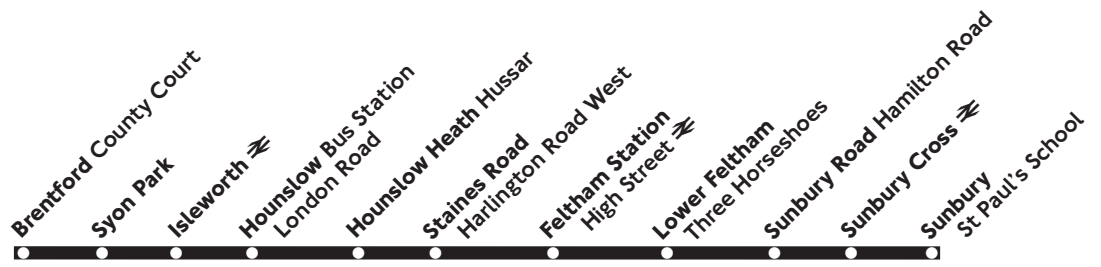 Brentford County Court
Syon Park
Isleworth
Hounslow Bus Station
London Road
Hounslow Heath Hussar
Staines Road
Harlington Road West
Feltham Station
High Street
Lower Feltham
Three Horseshoes
Sunbury Road Hamilton Road
Sunbury Cross
Sunbury
St Paul's School